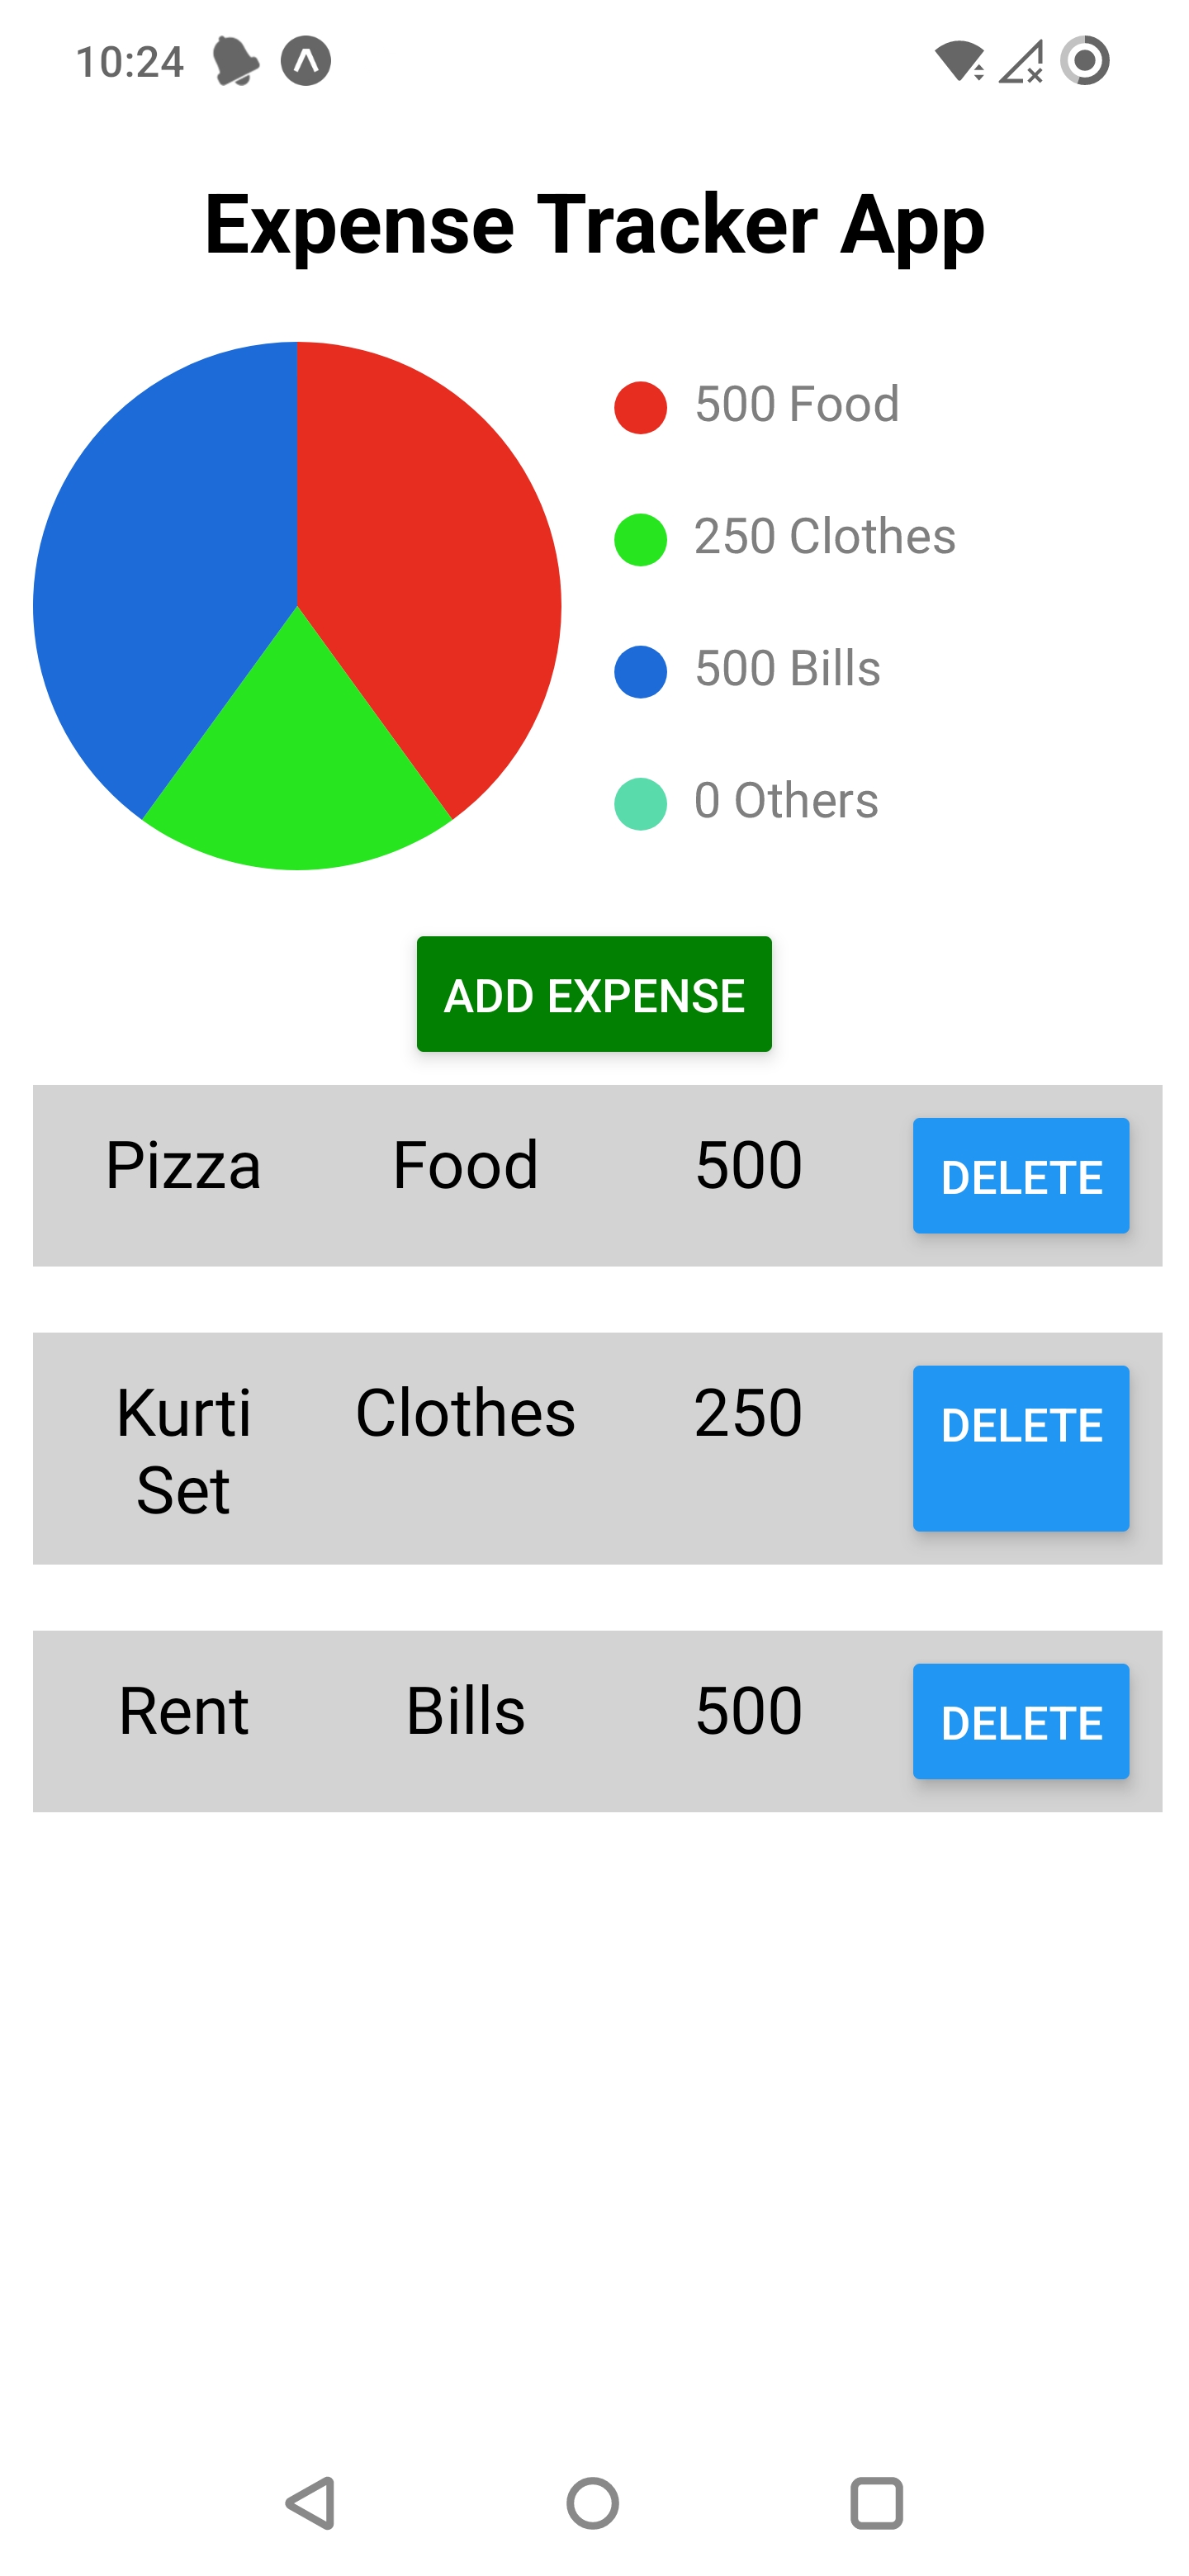 10:24
Expense Tracker App
500 Food
250 Clothes
500 Bills
0 Others
ADD EXPENSE
Pizza Food 500 DELETE
Kurti Clothes 250 DELETE
Set
Rent Bills 500 DELETE